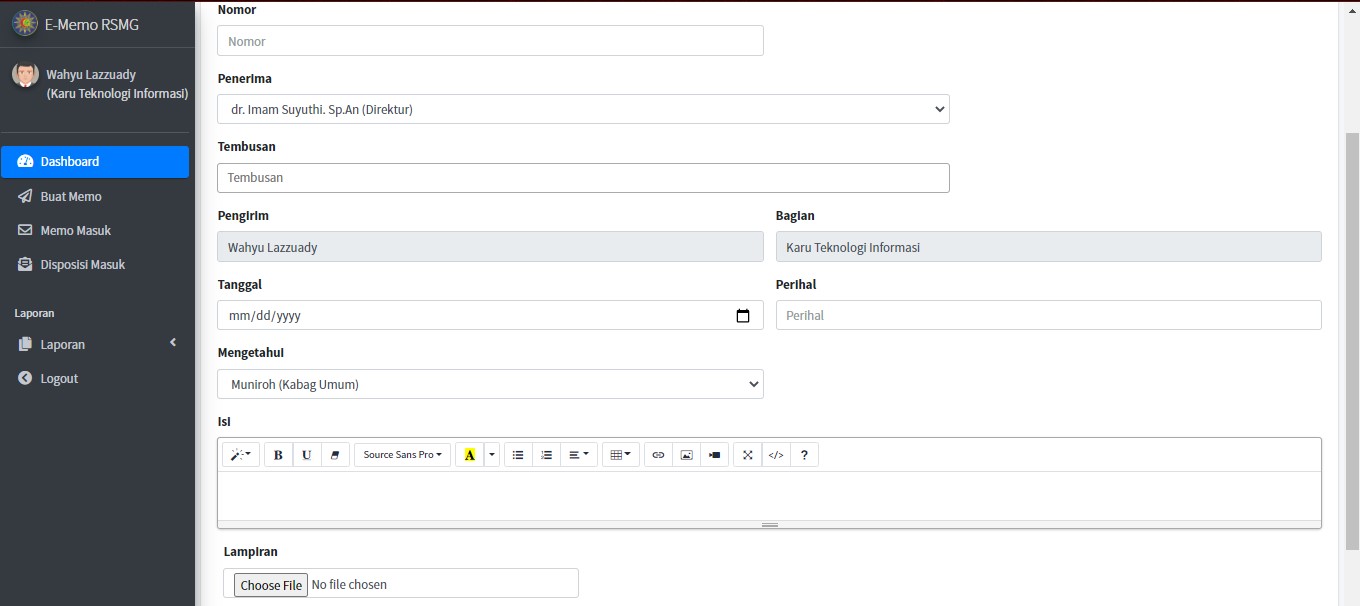 E-Memo RSMG
Wahyu Lazzuady
(Karu Teknologi Informasi)
Dashboard
Buat Memo
Memo Masuk
Disposisi Masuk
Laporan
Laporan
Logout
Nomor
Nomor
Penerima
dr. Imam Suyuthi. Sp.An (Direktur)
Tembusan
Tembusan
Pengirim
Wahyu Lazzuady
Bagian
Karu Teknologi Informasi
Tanggal
mm/dd/yyyy
Perihal
Perihal
Mengetahui
Muniroh (Kabag Umum)
Isi
B U Source Sans Pro A </> ?
Lampiran
Choose File No file chosen